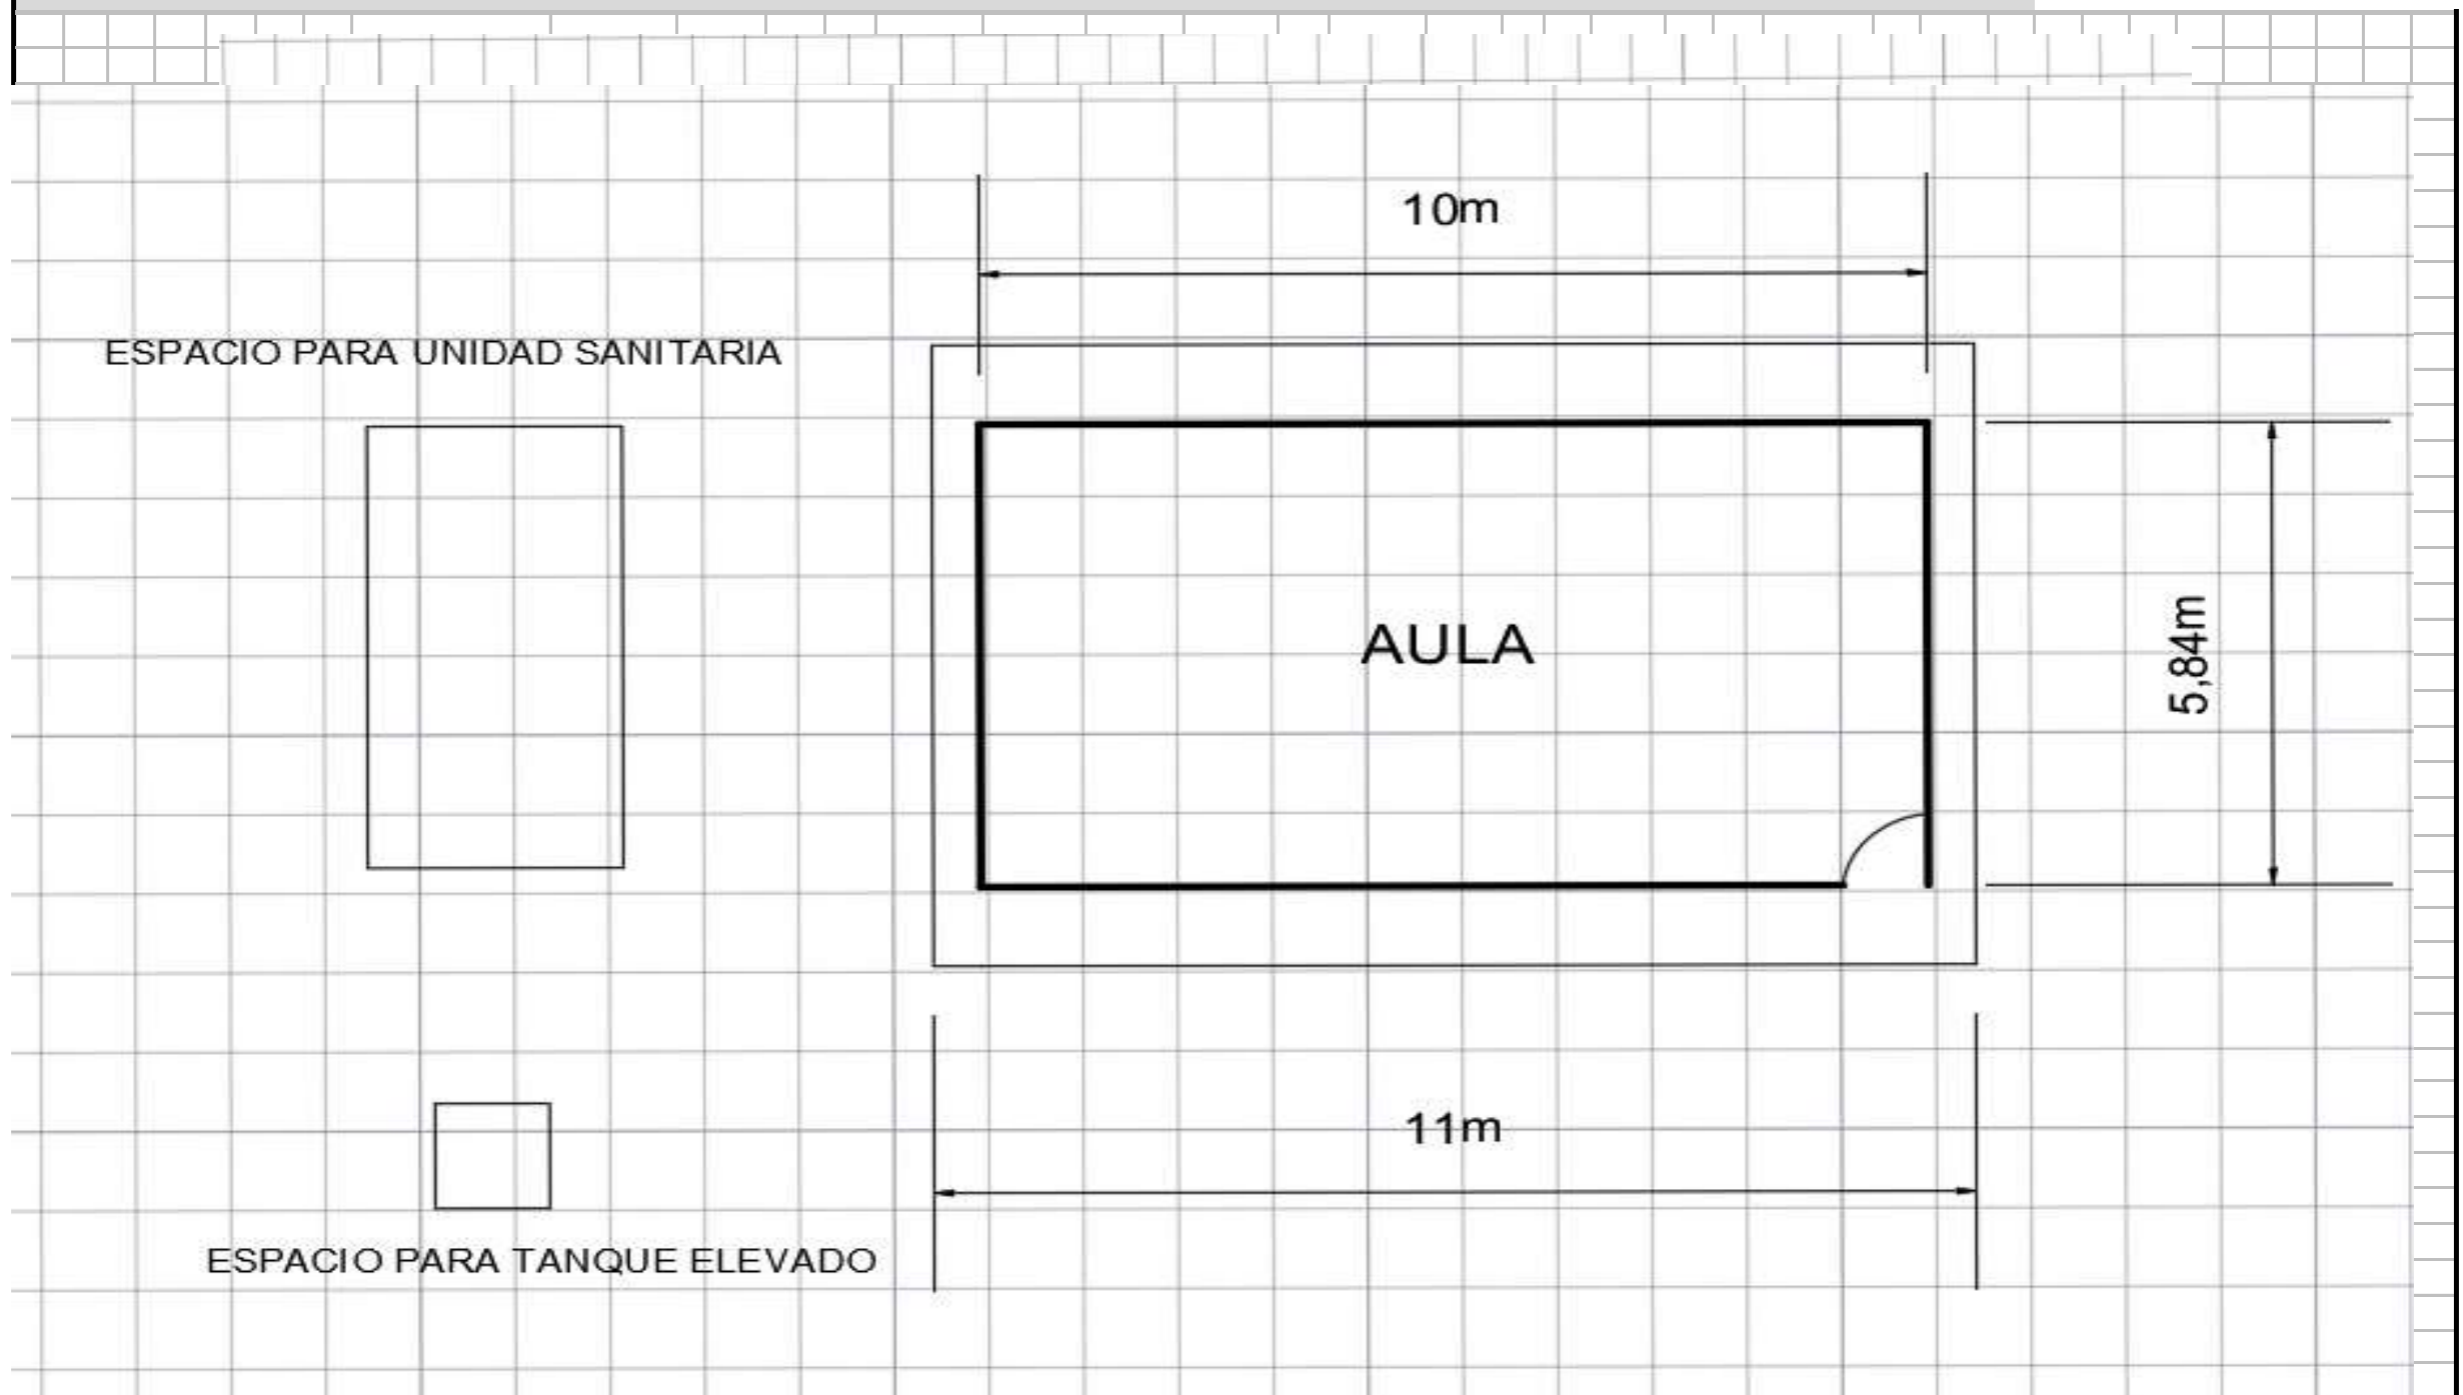 10m
ESPACIO PARA UNIDAD SANITARIA
AULA
5,84m
11m
ESPACIO PARA TANQUE ELEVADO